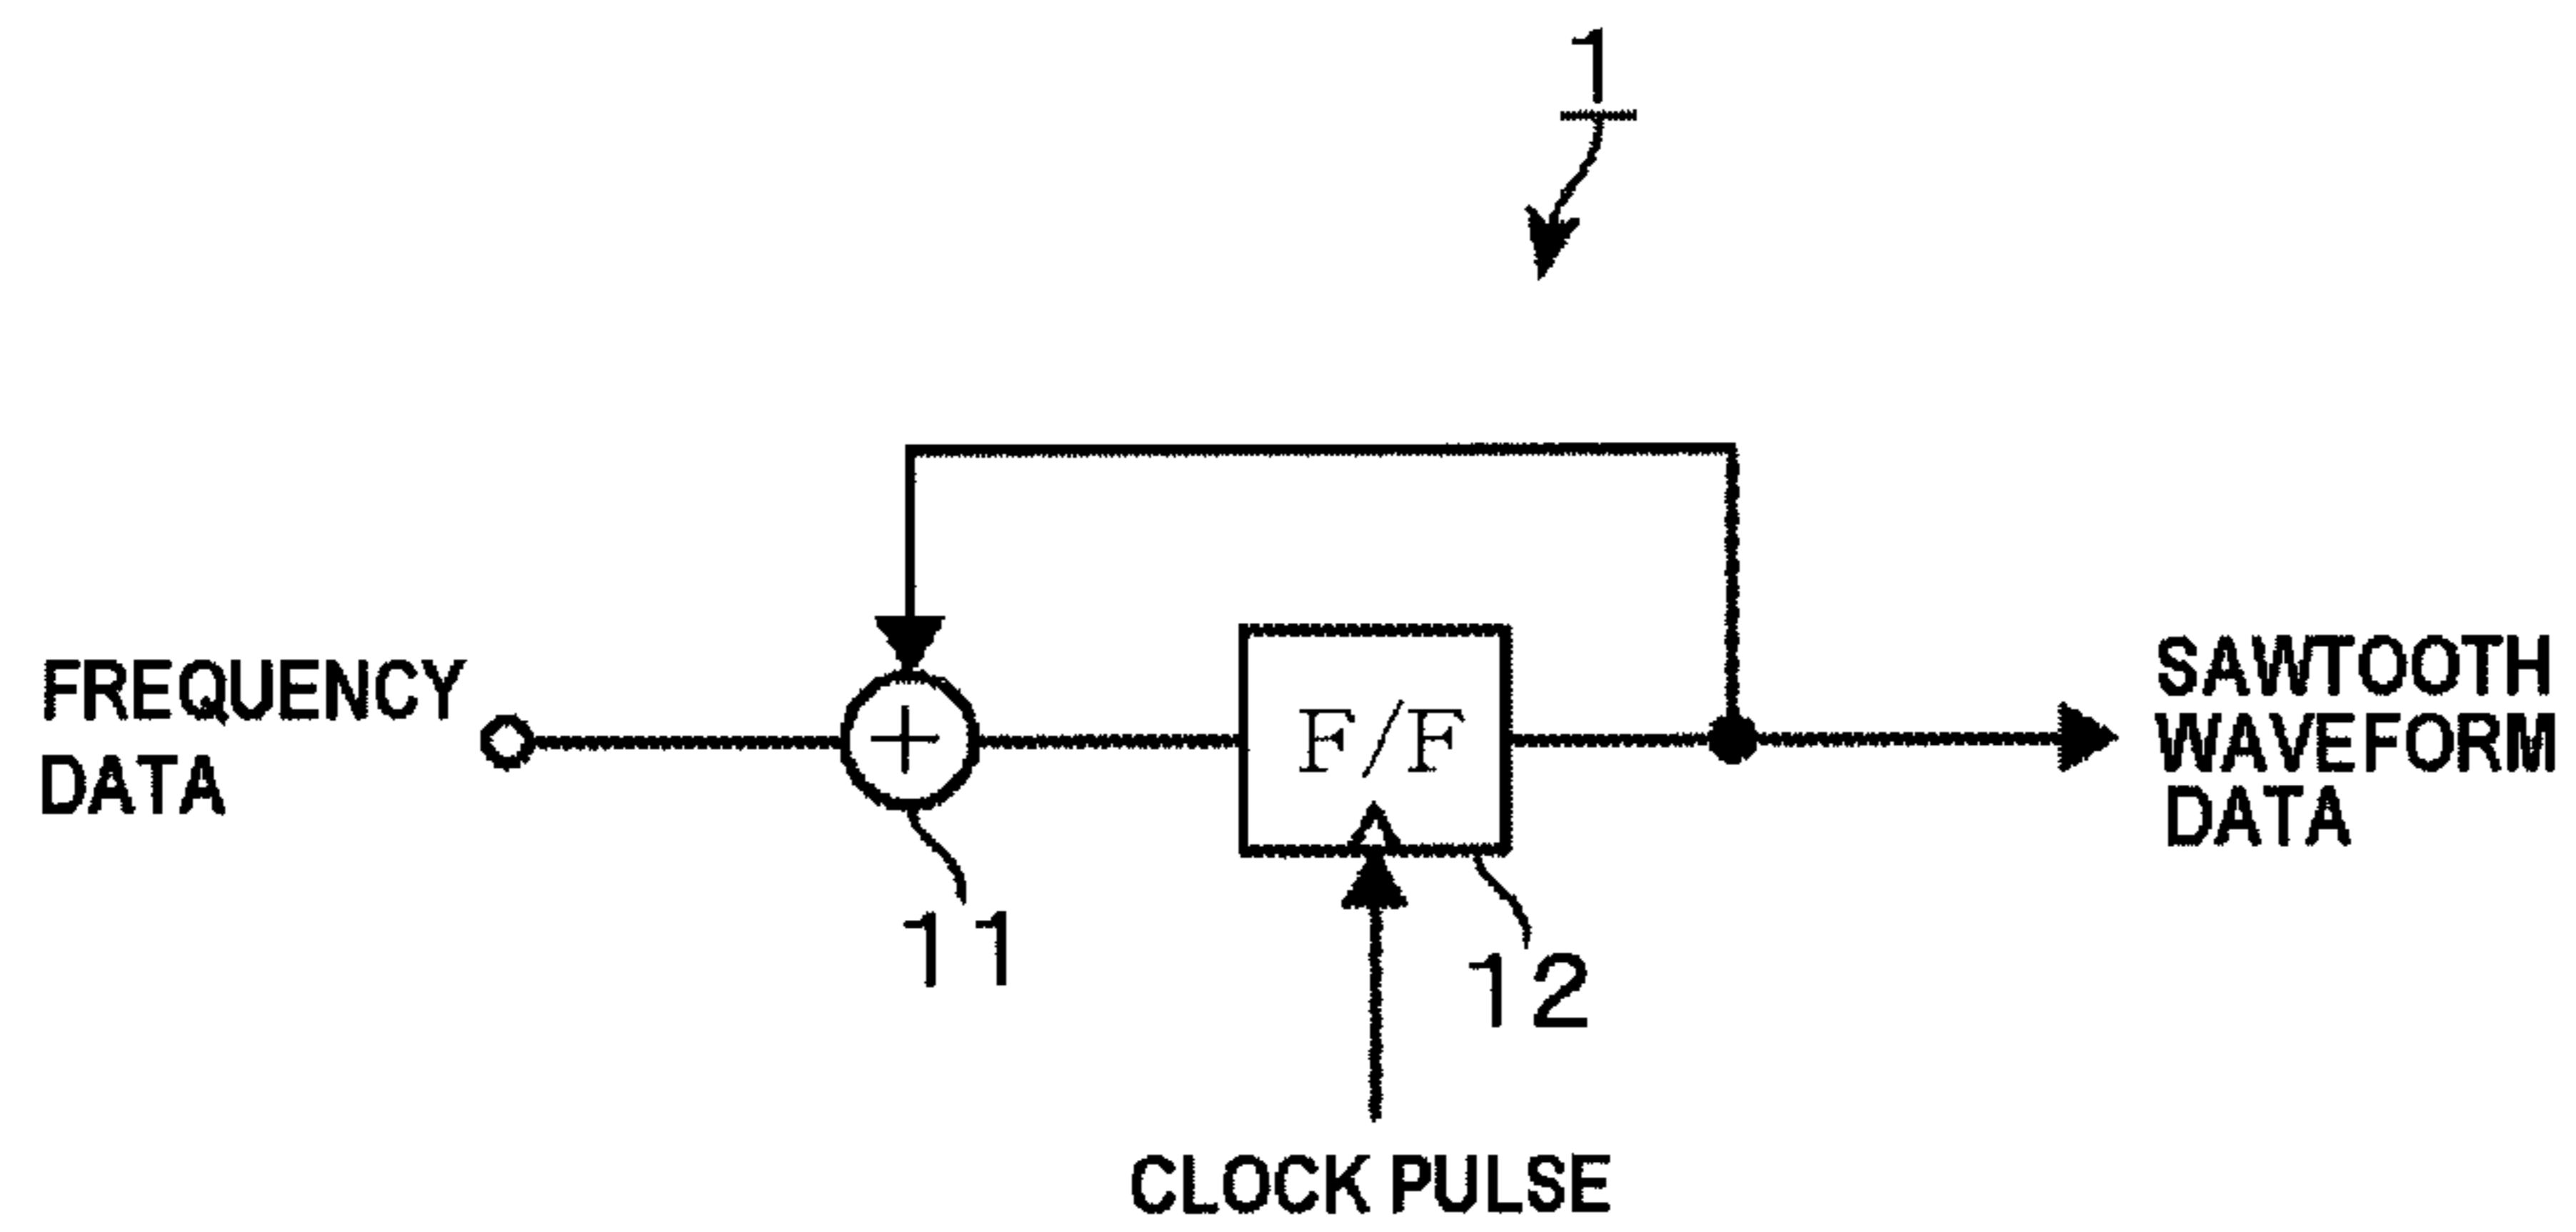 1
FREQUENCY
DATA
+
F/F
SAWTOOTH
WAVEFORM
DATA
11
12
CLOCK PULSE